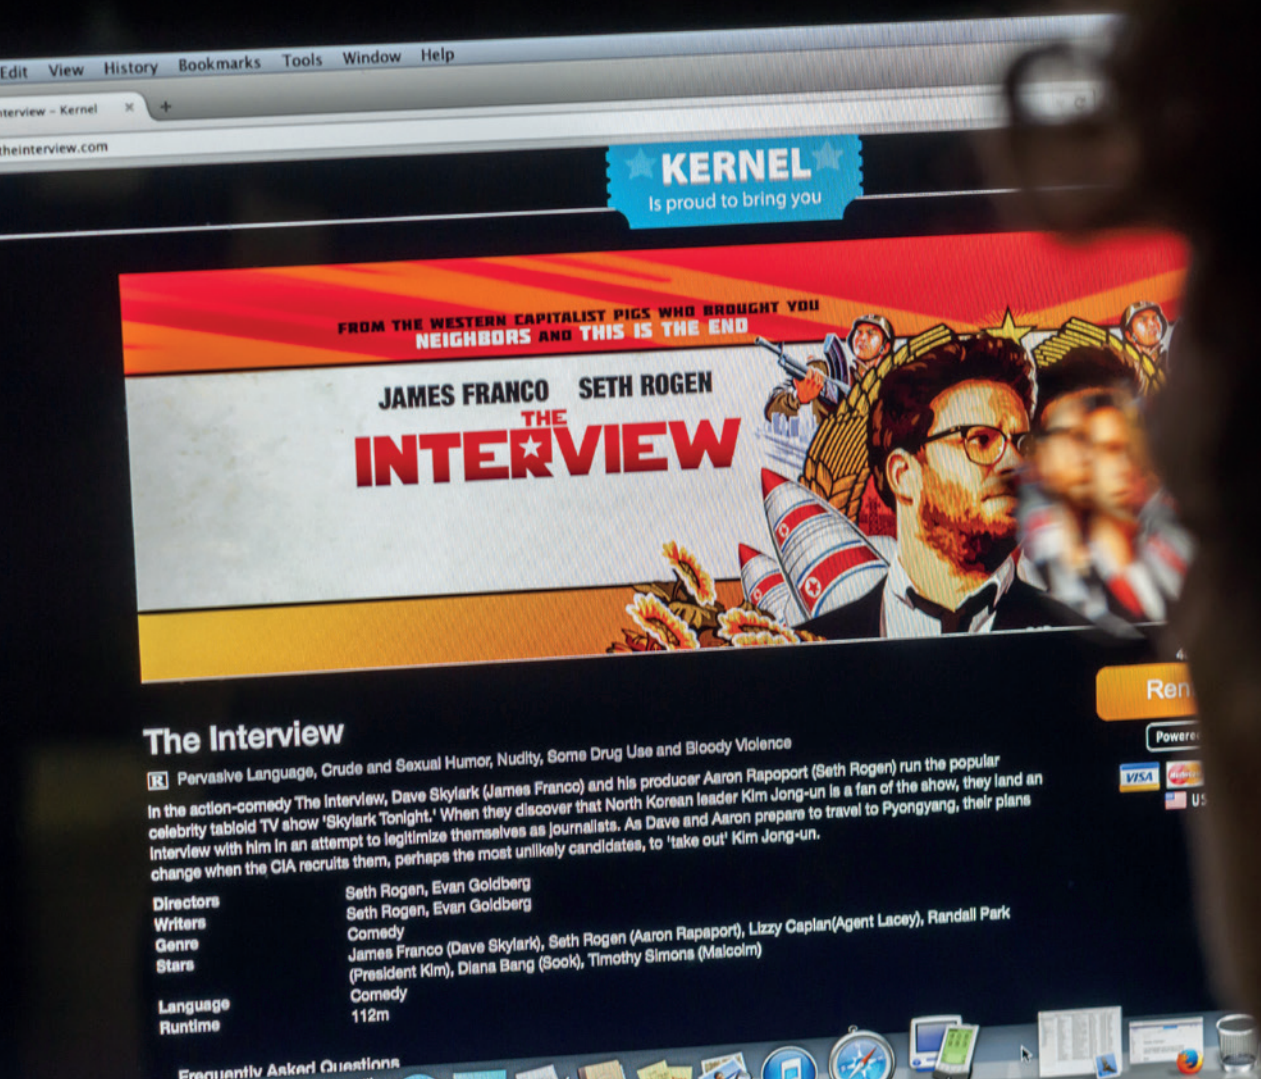 Edit View History Bookmarks Tools Window Help
nterview – Kernel
theinterview.com
KERNEL
Is proud to bring you
FROM THE WESTERN CAPITALIST PIGS WHO BROUGHT YOU
NEIGHBORS AND THIS IS THE END
JAMES FRANCO SETH ROGEN
THE
INTERVIEW
Ren
Powere
VISA
US
The Interview
R Pervasive Language, Crude and Sexual Humor, Nudity, Some Drug Use and Bloody Violence
In the action-comedy The Interview, Dave Skylark (James Franco) and his producer Aaron Rapoport (Seth Rogen) run the popular
celebrity tabloid TV show 'Skylark Tonight.' When they discover that North Korean leader Kim Jong-un is a fan of the show, they land an
interview with him in an attempt to legitimize themselves as journalists. As Dave and Aaron prepare to travel to Pyongyang, their plans
change when the CIA recruits them, perhaps the most unlikely candidates, to 'take out' Kim Jong-un.
Directors Seth Rogen, Evan Goldberg
Writers Seth Rogen, Evan Goldberg
Genre Comedy
Stars James Franco (Dave Skylark), Seth Rogen (Aaron Rapaport), Lizzy Caplan(Agent Lacey), Randall Park
(President Kim), Diana Bang (Sook), Timothy Simons (Malcolm)
Language Comedy
Runtime 112m
Frequently Asked Questions